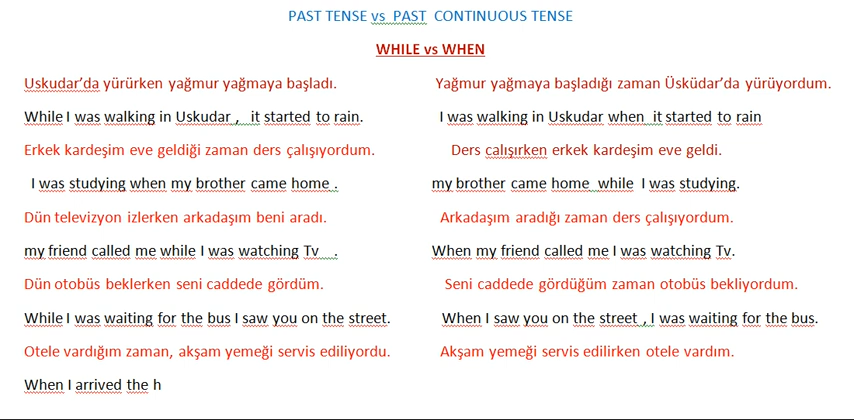 PAST TENSE vs PAST CONTINUOUS TENSE
WHILE vs WHEN
Uskudar'da yürürken yağmur yağmaya başladı.
Yağmur yağmaya başladığı zaman Üsküdar'da yürüyordum.
While I was walking in Uskudar , it started to rain.
I was walking in Uskudar when it started to rain
Erkek kardeşim eve geldiği zaman ders çalışıyordum.
Ders calışırken erkek kardeşim eve geldi.
I was studying when my brother came home .
my brother came home while I was studying.
Dün televizyon izlerken arkadaşım beni aradı.
Arkadaşım aradığı zaman ders çalışıyordum.
my friend called me while I was watching Tv .
When my friend called me I was watching Tv.
Dün otobüs beklerken seni caddede gördüm.
Seni caddede gördüğüm zaman otobüs bekliyordum.
While I was waiting for the bus I saw you on the street.
When I saw you on the street , I was waiting for the bus.
Otele vardığım zaman, akşam yemeği servis ediliyordu.
Akşam yemeği servis edilirken otele vardım.
When I arrived the h